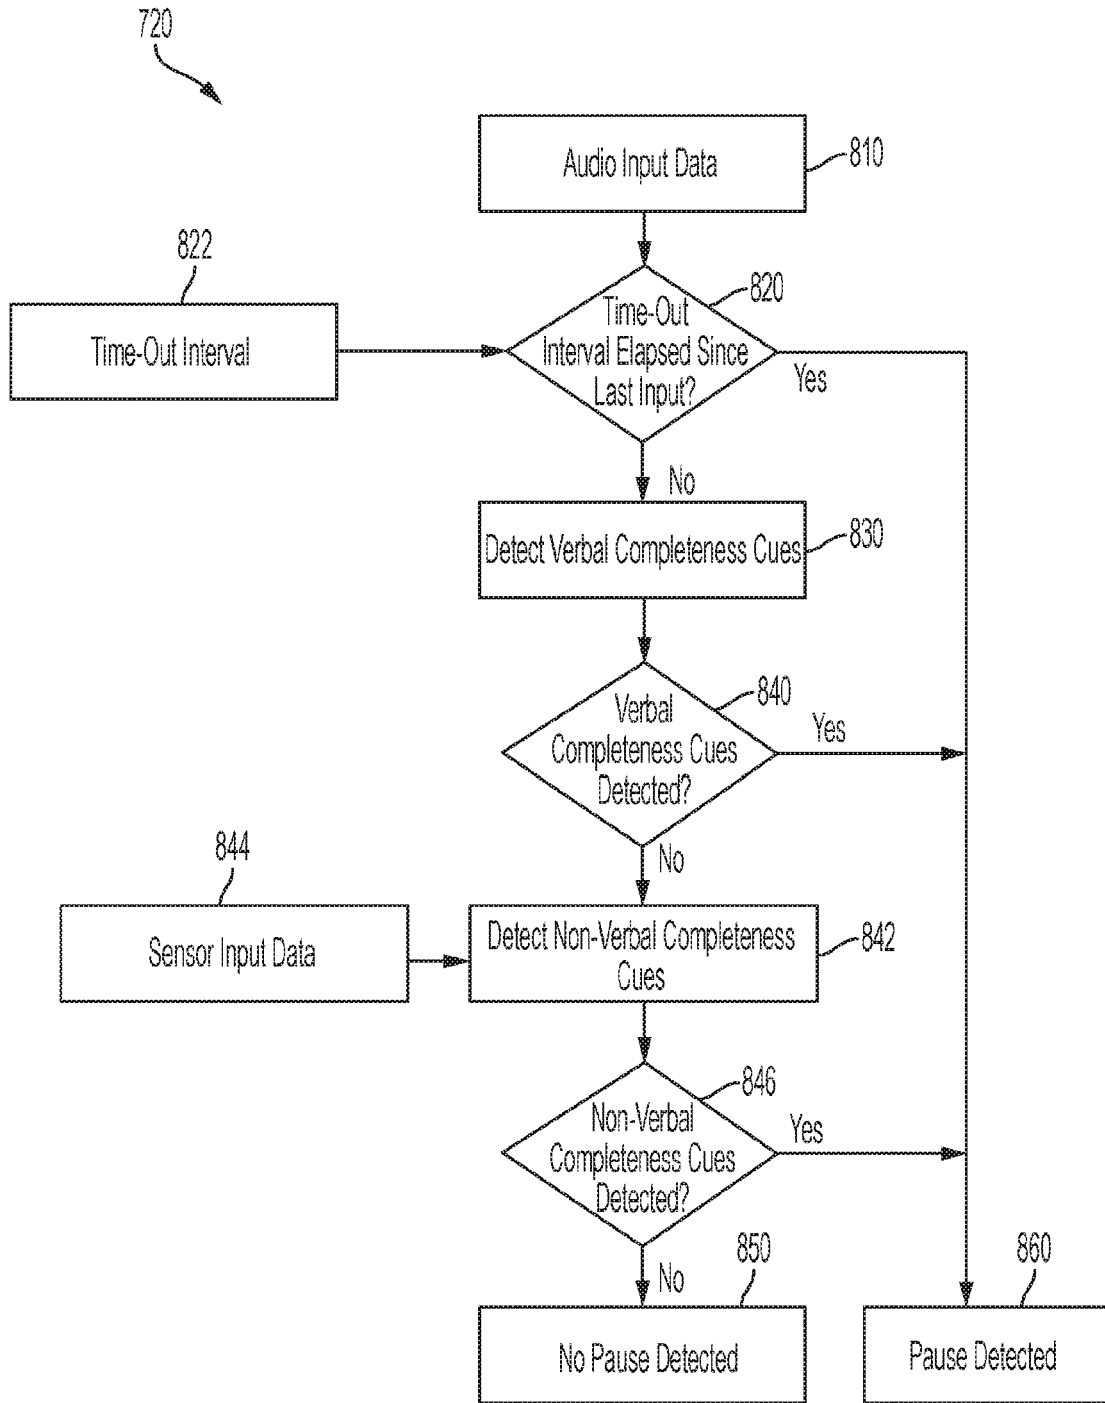 720
Audio Input Data
810
822
Time-Out Interval
820
Time-Out
Interval Elapsed Since
Last Input?
Yes
No
Detect Verbal Completeness Cues
830
840
Verbal
Completeness Cues
Detected?
Yes
No
844
Sensor Input Data
Detect Non-Verbal Completeness
Cues
842
846
Non-Verbal
Completeness Cues
Detected?
Yes
No
850
No Pause Detected
860
Pause Detected